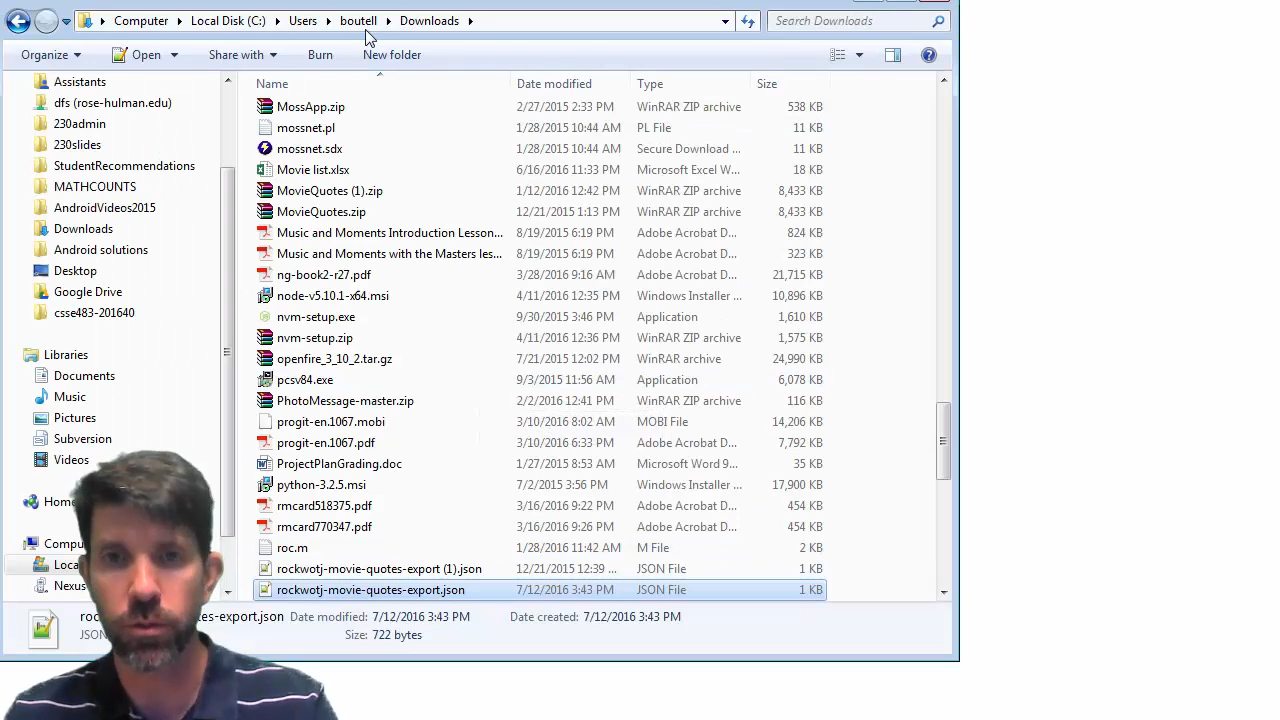 Computer Local Disk (C:) Users boutell Downloads Search Downloads
Organize Open Share with Burn New folder
Name Date modified Type Size
Assistants
dfs (rose-hulman.edu)
230admin
230slides
StudentRecommendations
MATHCOUNTS
AndroidVideos2015
Downloads
Android solutions
Desktop
Google Drive
csse483-201640
Libraries
Documents
Music
Pictures
Subversion
Videos
Nexus
MossApp.zip 2/27/2015 2:33 PM WinRAR ZIP archive 538 KB
mossnet.pl 1/28/2015 10:44 AM PL File 11 KB
mossnet.sdx 1/28/2015 10:44 AM Secure Download ... 11 KB
Movie list.xlsx 6/16/2016 11:33 PM Microsoft Excel W... 18 KB
MovieQuotes (1).zip 1/12/2016 12:42 PM WinRAR ZIP archive 8,433 KB
MovieQuotes.zip 12/21/2015 1:13 PM WinRAR ZIP archive 8,433 KB
Music and Moments Introduction Lesson... 8/19/2015 6:19 PM Adobe Acrobat D... 824 KB
Music and Moments with the Masters les... 8/19/2015 6:19 PM Adobe Acrobat D... 323 KB
ng-book2-r27.pdf 3/28/2016 9:16 AM Adobe Acrobat D... 21,715 KB
node-v5.10.1-x64.msi 4/11/2016 12:35 PM Windows Installer ... 10,896 KB
nvm-setup.exe 9/30/2015 3:46 PM Application 1,610 KB
nvm-setup.zip 4/11/2016 12:36 PM WinRAR ZIP archive 1,575 KB
openfire_3_10_2.tar.gz 7/21/2015 12:02 PM WinRAR archive 24,990 KB
pcsv84.exe 9/3/2015 11:56 AM Application 6,078 KB
PhotoMessage-master.zip 2/2/2016 12:41 PM WinRAR ZIP archive 116 KB
progit-en.1067.mobi 3/10/2016 8:02 AM MOBI File 14,206 KB
progit-en.1067.pdf 3/10/2016 6:33 PM Adobe Acrobat D... 7,792 KB
ProjectPlanGrading.doc 1/27/2015 8:53 AM Microsoft Word 9... 35 KB
python-3.2.5.msi 7/2/2015 3:56 PM Windows Installer ... 17,900 KB
rmcard518375.pdf 3/16/2016 9:22 PM Adobe Acrobat D... 454 KB
rmcard770347.pdf 3/16/2016 9:26 PM Adobe Acrobat D... 454 KB
roc.m 1/28/2016 11:42 AM M File 2 KB
rockwotj-movie-quotes-export (1).json 12/21/2015 12:39 ... JSON File 1 KB
rockwotj-movie-quotes-export.json 7/12/2016 3:43 PM JSON File 1 KB
Date modified: 7/12/2016 3:43 PM Date created: 7/12/2016 3:43 PM
Size: 722 bytes